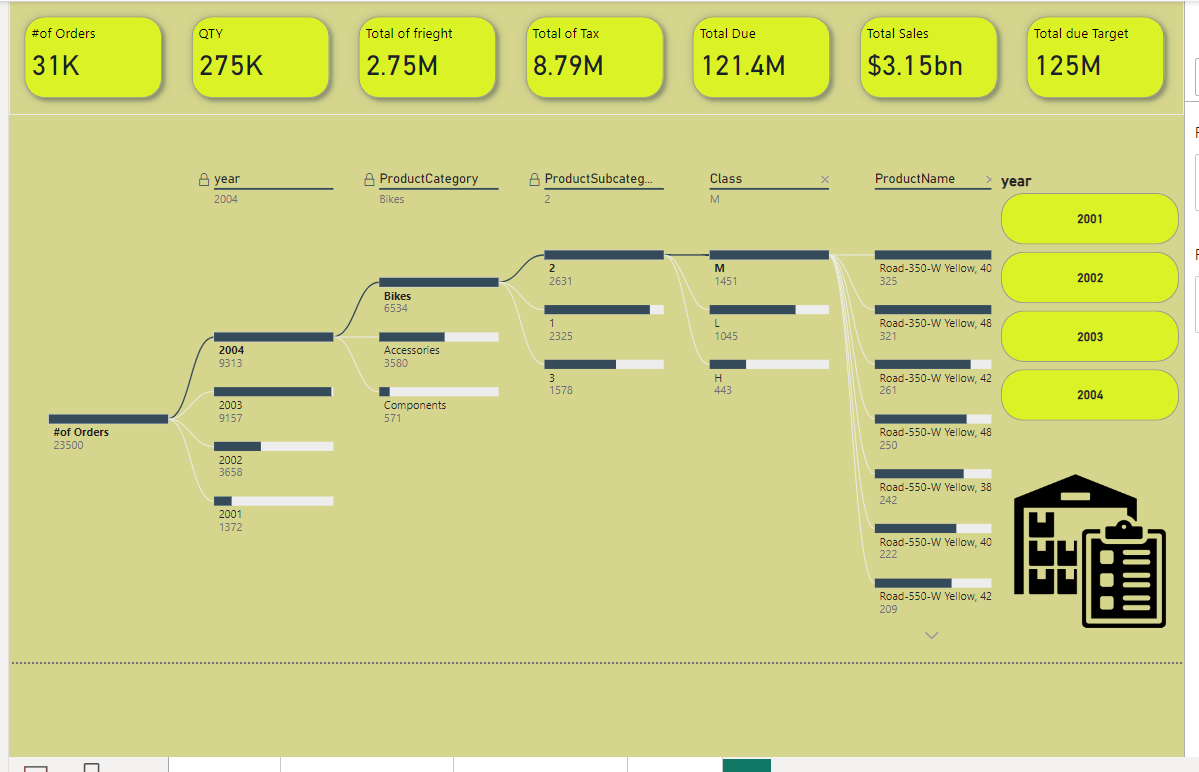 #of Orders
31K
QTY
275K
Total of frieght
2.75M
Total of Tax
8.79M
Total Due
121.4M
Total Sales
$3.15bn
Total due Target
125M
year
2004
ProductCategory
Bikes
ProductSubcateg...
2
Class
M
ProductName
#of Orders
23500
2004
9313
2003
9157
2002
3658
2001
1372
Bikes
6534
Accessories
3580
Components
571
2
2631
1
2325
3
1578
M
1451
L
1045
H
443
Road-350-W Yellow, 40
325
Road-350-W Yellow, 48
321
Road-350-W Yellow, 42
261
Road-550-W Yellow, 48
250
Road-550-W Yellow, 38
242
Road-550-W Yellow, 40
222
Road-550-W Yellow, 42
209
year
2001
2002
2003
2004